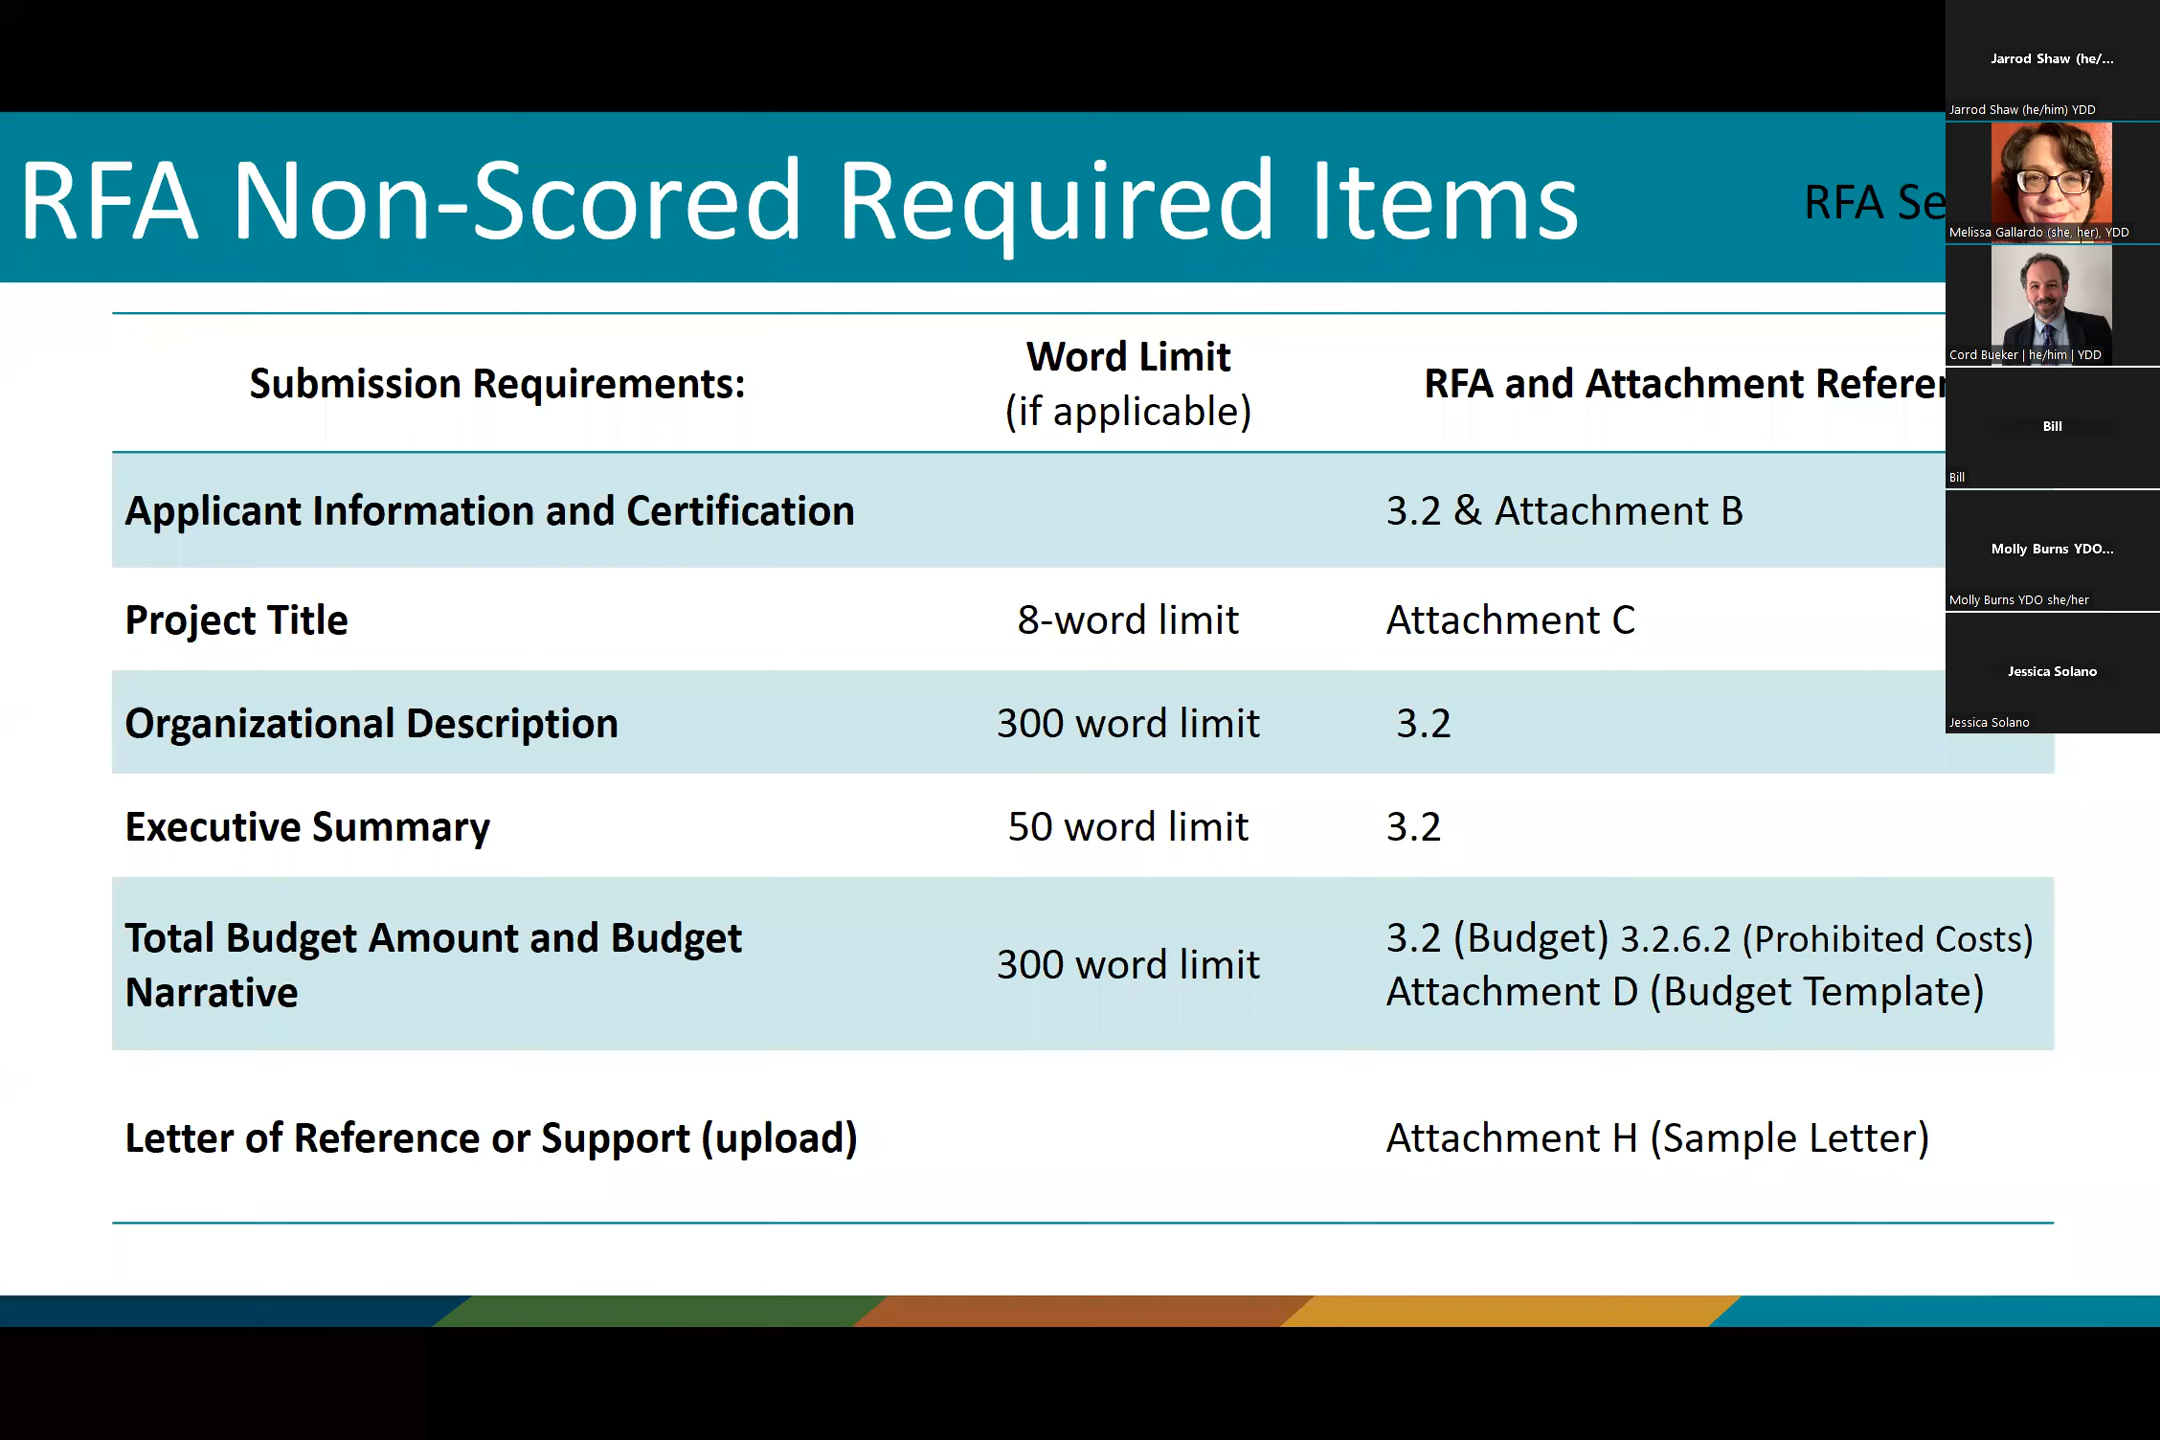 RFA Non-Scored Required Items
RFA
Submission Requirements:
Word Limit
(if applicable)
RFA and Attachment
Applicant Information and Certification
3.2 & Attachment B
Project Title
8-word limit
Attachment C
Organizational Description
300 word limit
3.2
Executive Summary
50 word limit
3.2
Total Budget Amount and Budget
Narrative
300 word limit
3.2 (Budget) 3.2.6.2 (Prohibited Costs)
Attachment D (Budget Template)
Letter of Reference or Support (upload)
Attachment H (Sample Letter)
Jarrod Shaw (he/...
Jarrod Shaw (he/him) YDD
Melissa Gallardo (she, her), YDD
Cord Bueker | he/him | YDD
Bill
Bill
Molly Burns YDO...
Molly Burns YDO she/her
Jessica Solano
Jessica Solano